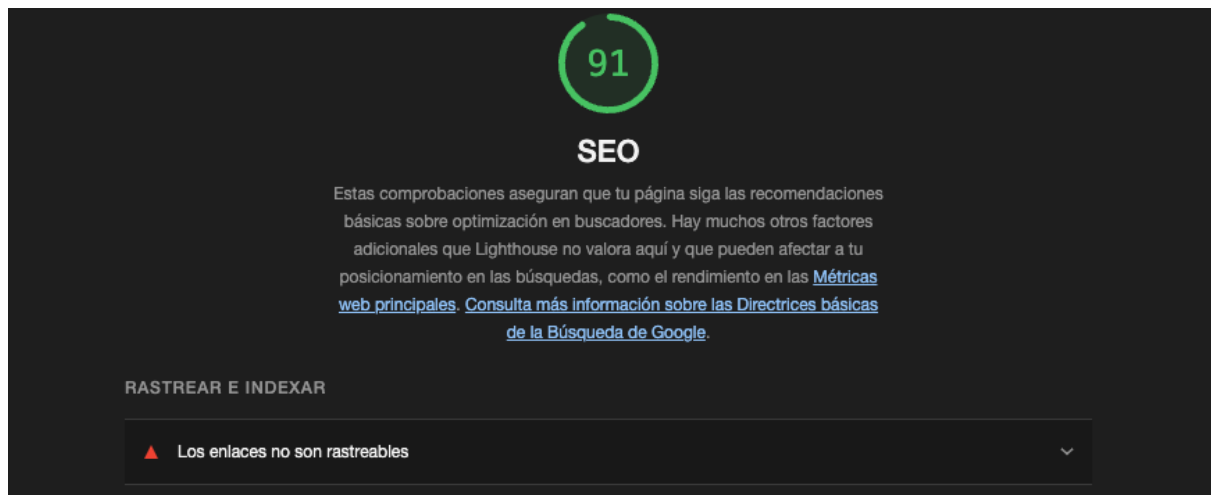 91
SEO
Estas comprobaciones aseguran que tu página siga las recomendaciones
básicas sobre optimización en buscadores. Hay muchos otros factores
adicionales que Lighthouse no valora aquí y que pueden afectar a tu
posicionamiento en las búsquedas, como el rendimiento en las Métricas
web principales. Consulta más información sobre las Directrices básicas
de la Búsqueda de Google.
RASTREAR E INDEXAR
Los enlaces no son rastreables